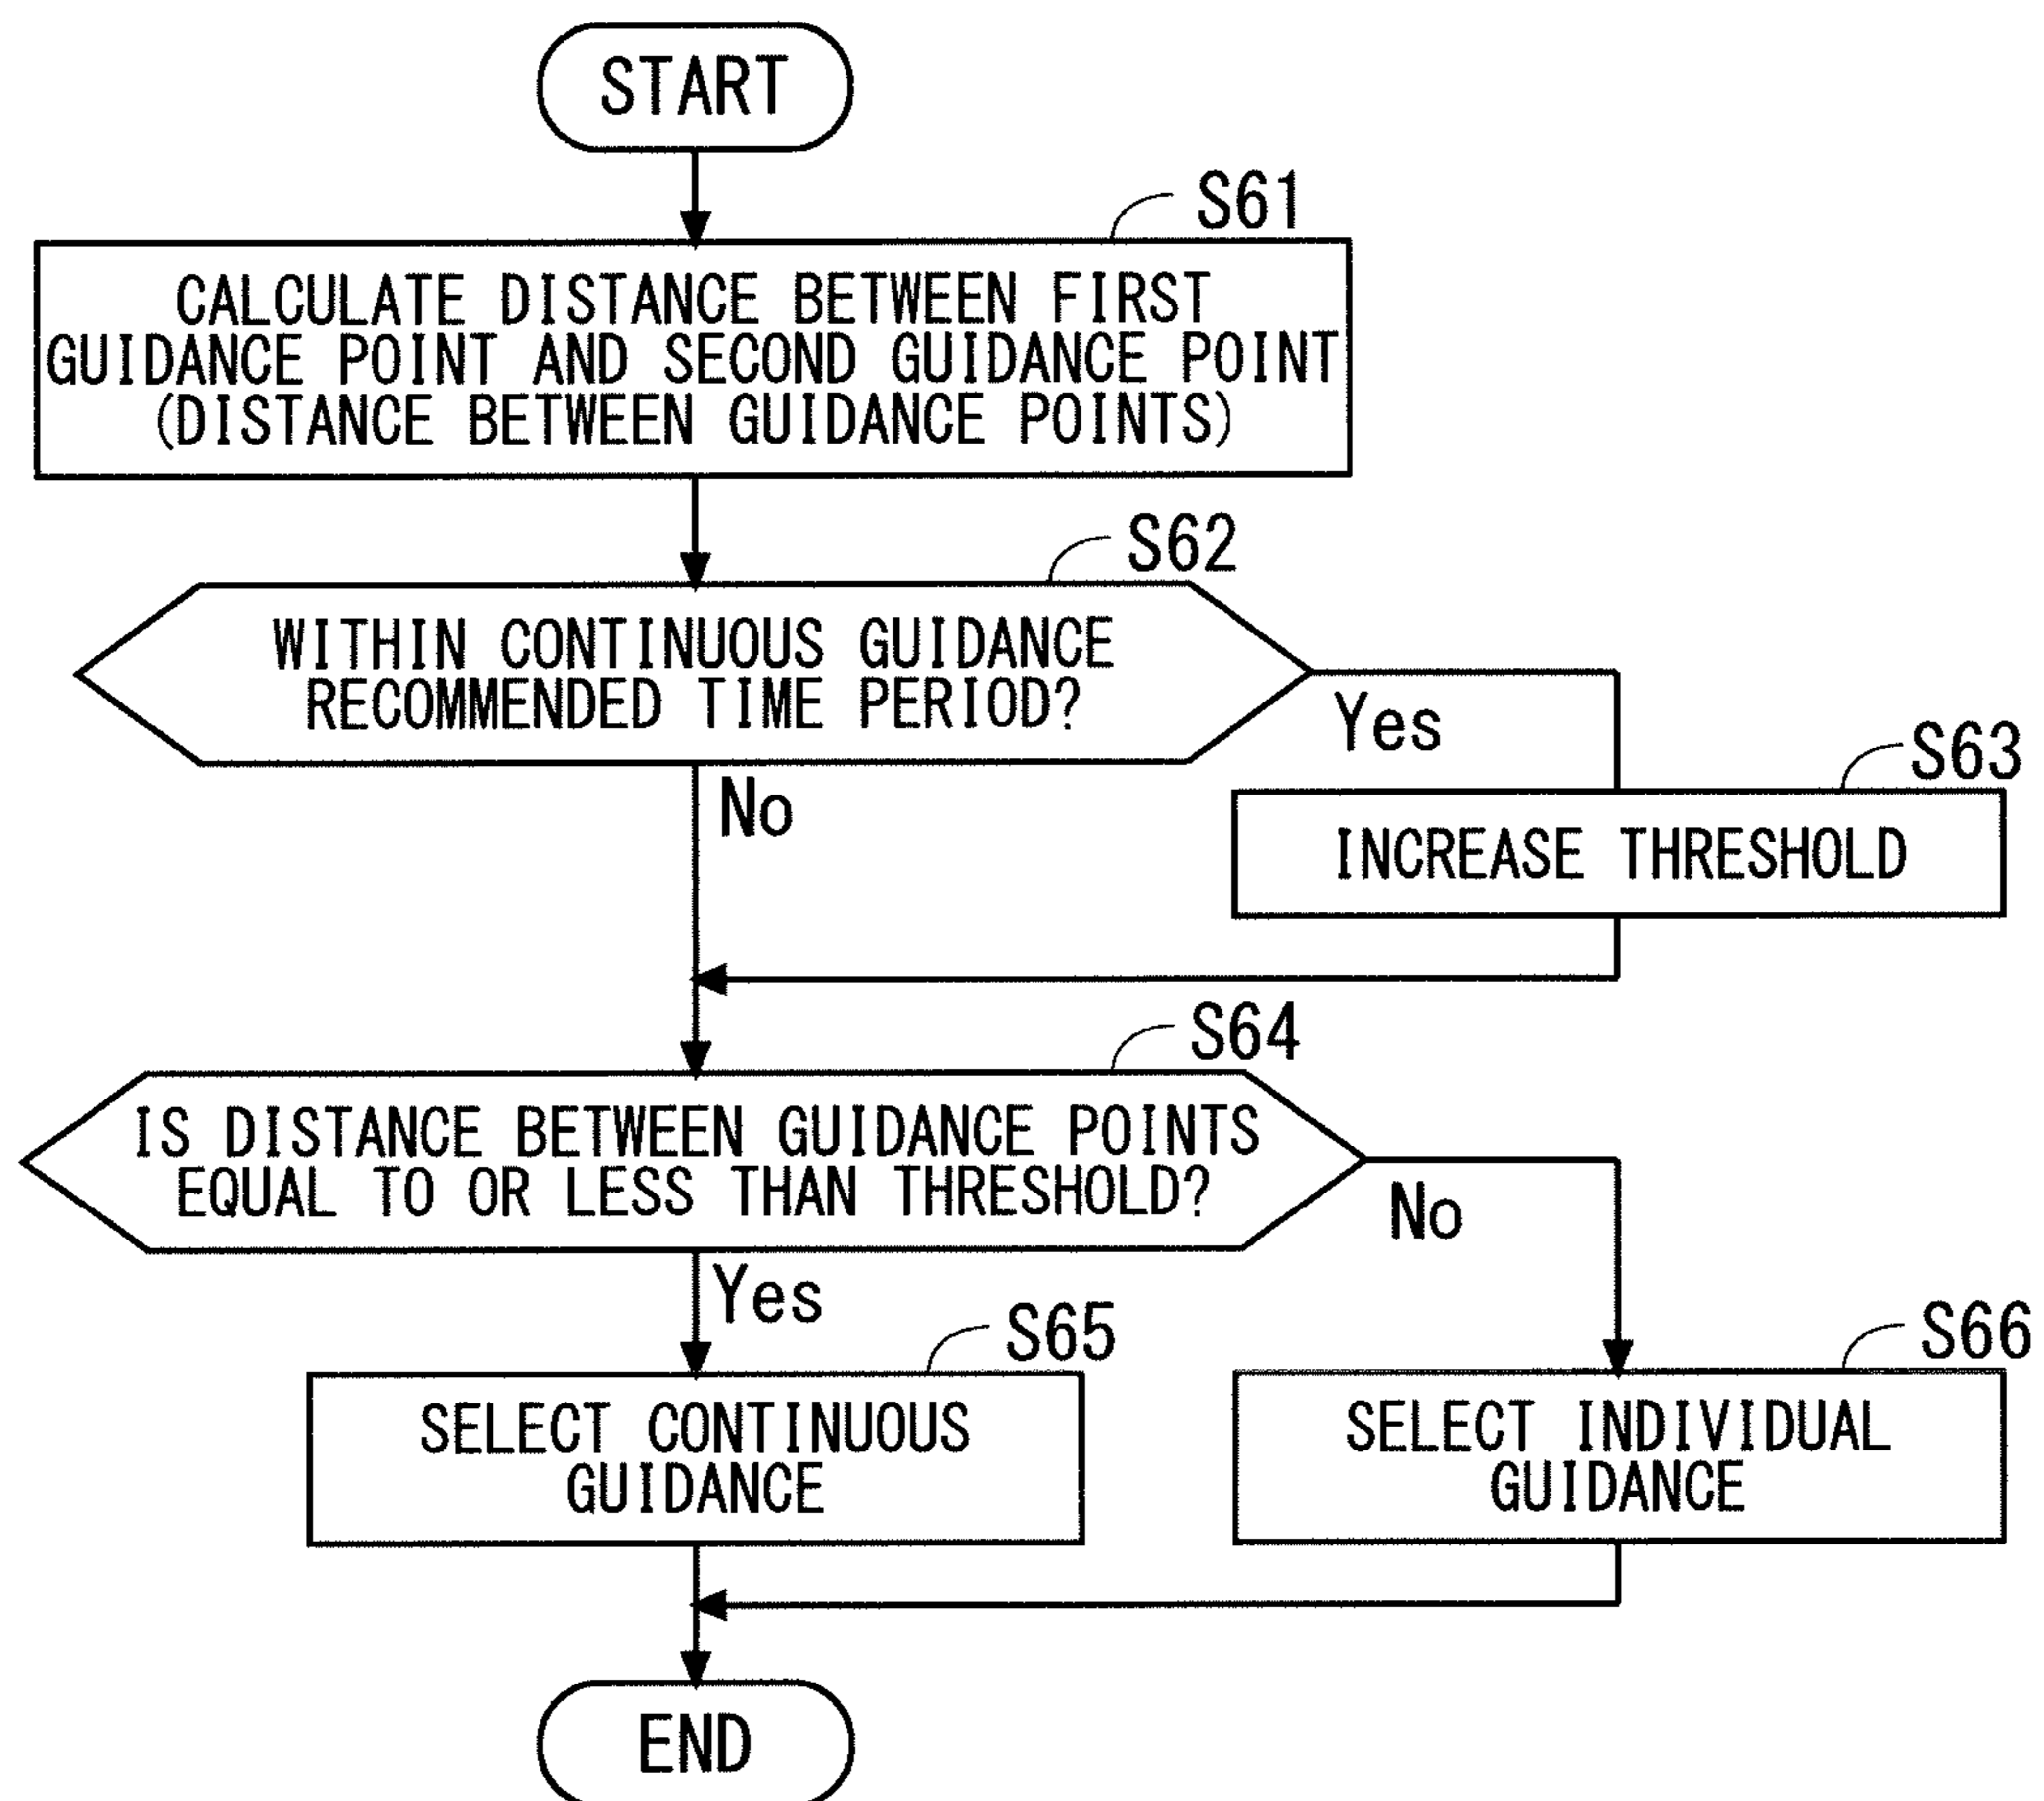 START
S61
CALCULATE DISTANCE BETWEEN FIRST
GUIDANCE POINT AND SECOND GUIDANCE POINT
(DISTANCE BETWEEN GUIDANCE POINTS)
S62
WITHIN CONTINUOUS GUIDANCE
RECOMMENDED TIME PERIOD?
Yes
No
S63
INCREASE THRESHOLD
S64
IS DISTANCE BETWEEN GUIDANCE POINTS
EQUAL TO OR LESS THAN THRESHOLD?
No
Yes
S65
SELECT CONTINUOUS
GUIDANCE
S66
SELECT INDIVIDUAL
GUIDANCE
END